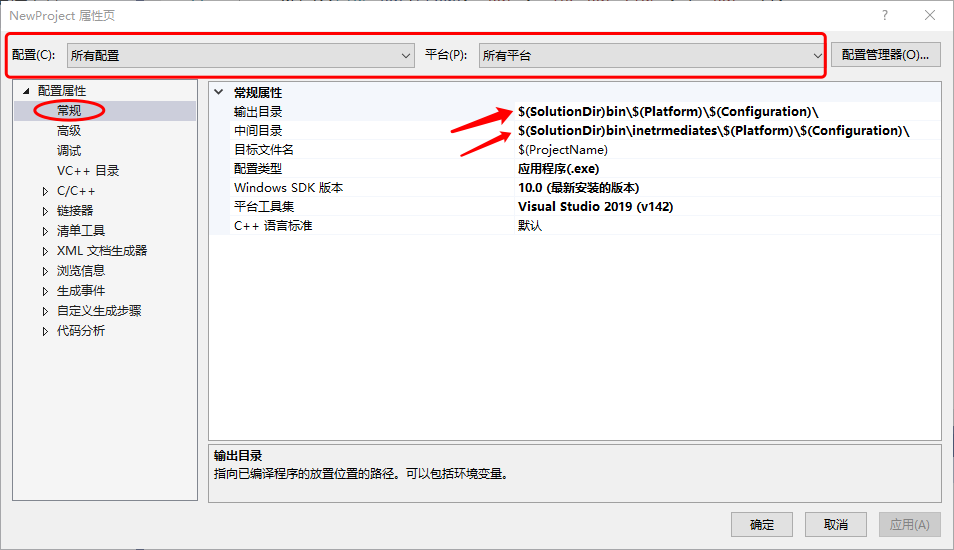 NewProject 属性页
?
配置(C): 所有配置 平台(P): 所有平台 配置管理器(O)...
配置属性
常规
高级
调试
VC++ 目录
C/C++
链接器
清单工具
XML 文档生成器
浏览信息
生成事件
自定义生成步骤
代码分析
常规属性
输出目录 $(SolutionDir)bin\$(Platform)\$(Configuration)\
中间目录 $(SolutionDir)bin\inetrmediates\$(Platform)\$(Configuration)\
目标文件名 $(ProjectName)
配置类型 应用程序(.exe)
Windows SDK 版本 10.0 (最新安装的版本)
平台工具集 Visual Studio 2019 (v142)
C++ 语言标准 默认
输出目录
指向已编译程序的放置位置的路径。可以包括环境变量。
确定 取消 应用(A)